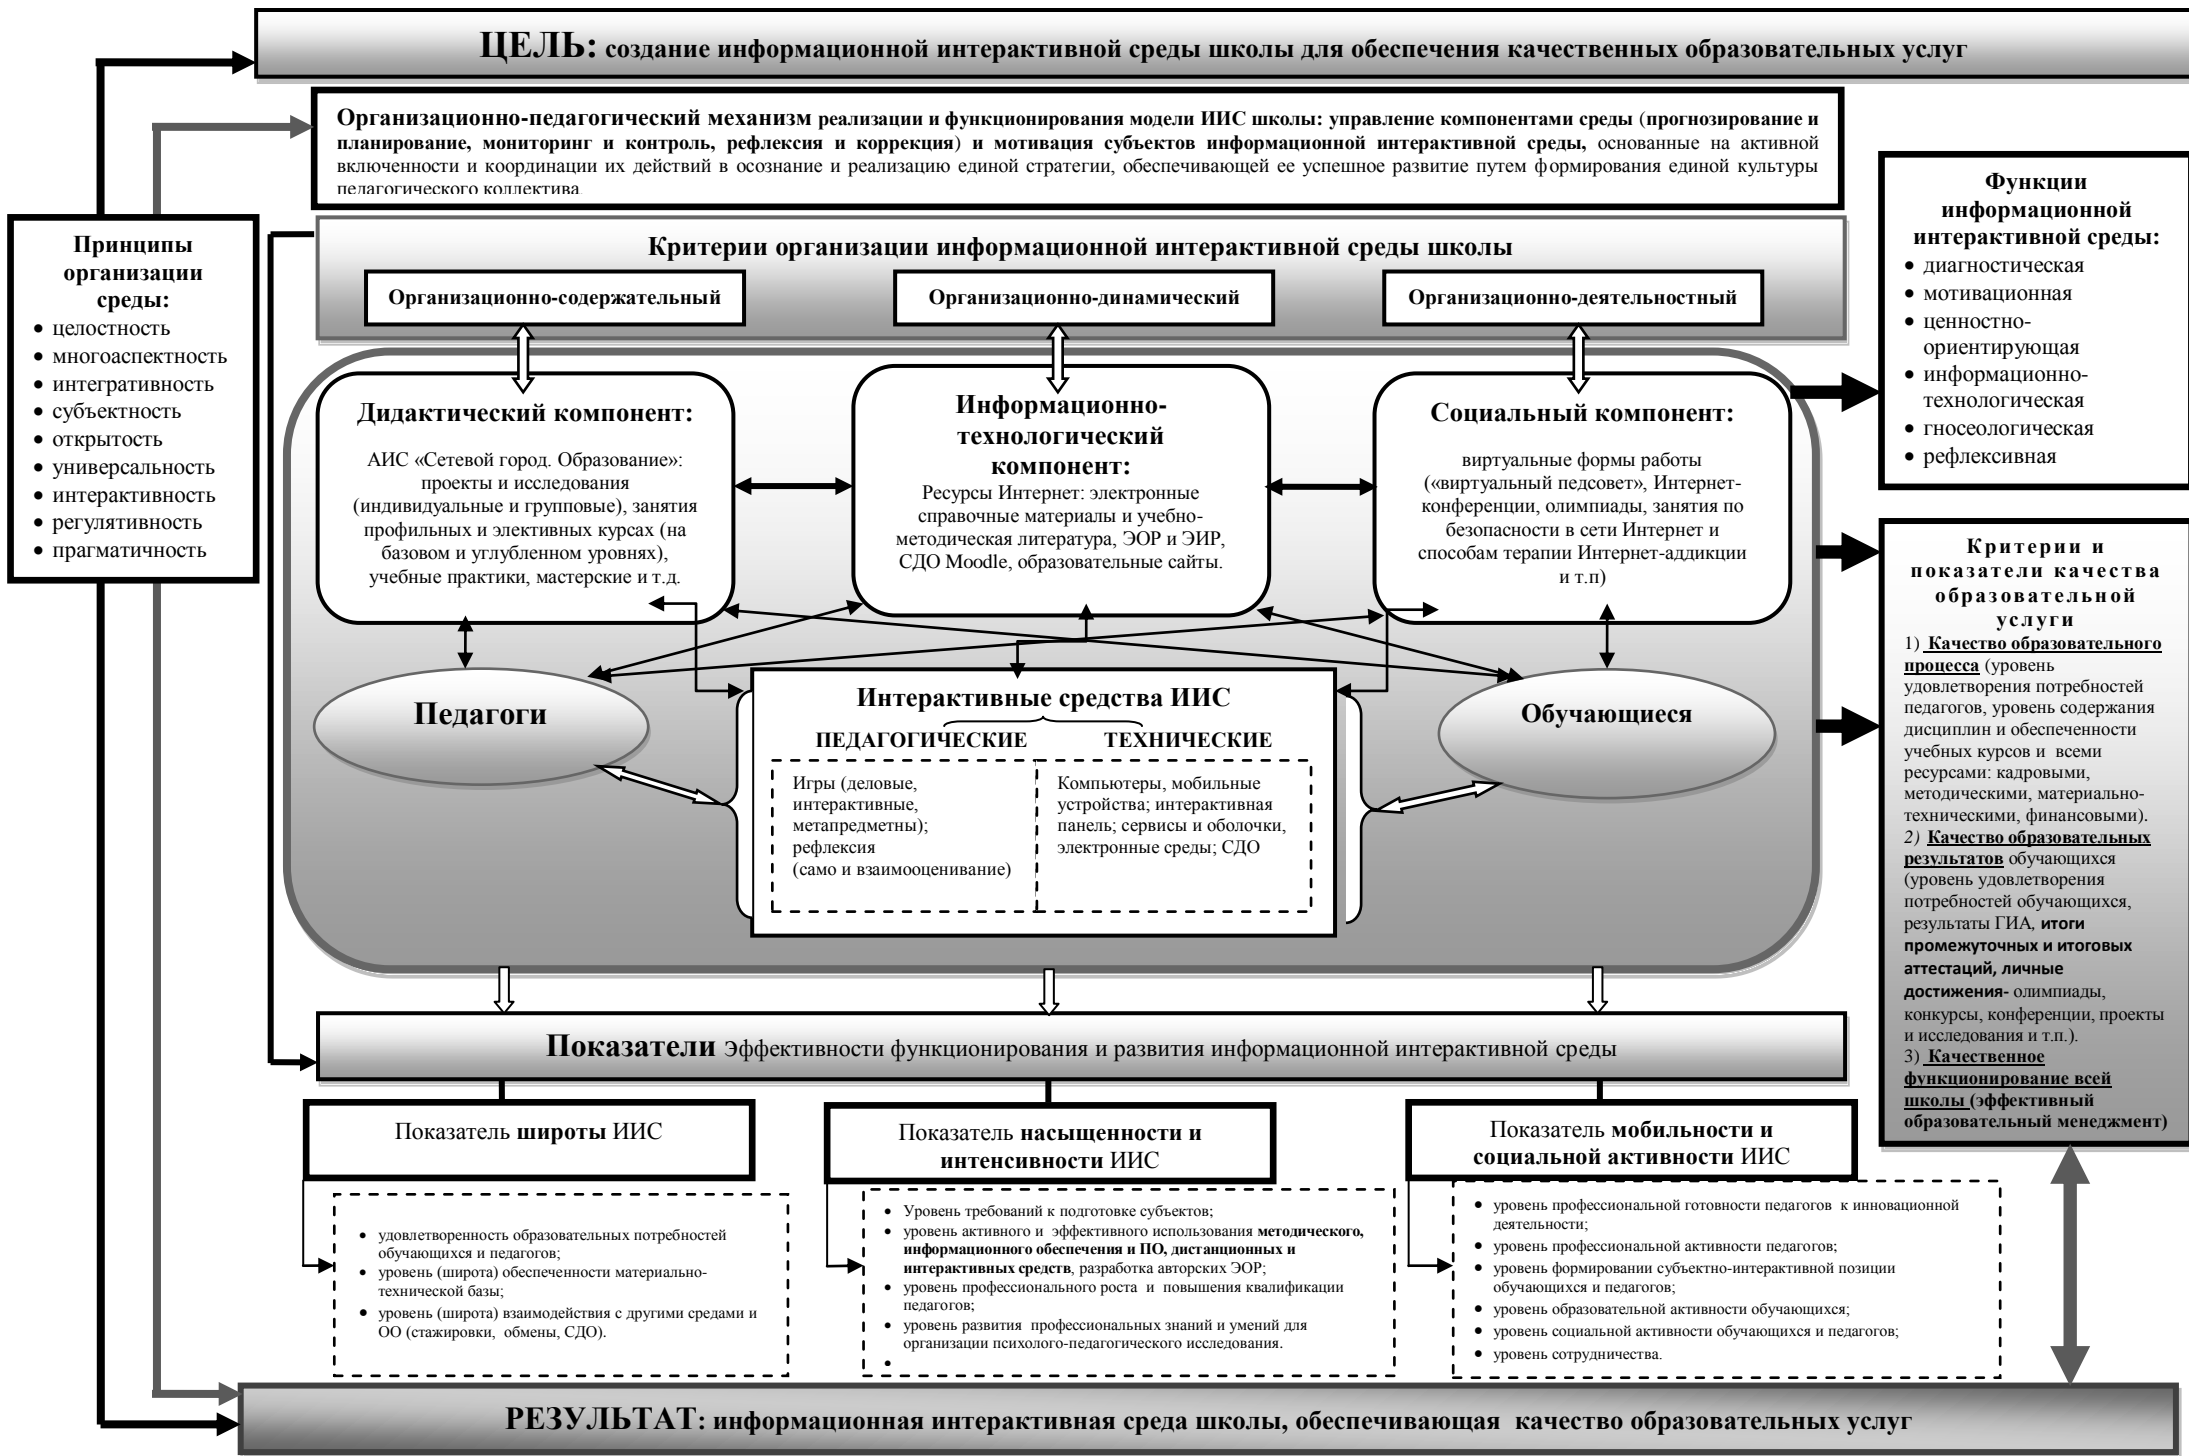 ЦЕЛЬ: создание информационной интерактивной среды школы для обеспечения качественных образовательных услуг
Организационно-педагогический механизм реализации и функционирования модели ИИС школы: управление компонентами среды (прогнозирование и
планирование, мониторинг и контроль, рефлексия и коррекция) и мотивация субъектов информационной интерактивной среды, основанные на активной
включенности и координации их действий в осознание и реализацию единой стратегии, обеспечивающей ее успешное развитие путем формирования единой культуры
педагогического коллектива.
Принципы
организации
среды:
• целостность
• многоаспектность
• интегративность
• субъектность
• открытость
• универсальность
• интерактивность
• регулятивность
• прагматичность
Критерии организации информационной интерактивной среды школы
Организационно-содержательный
Организационно-динамический
Организационно-деятельностный
Дидактический компонент:
АИС «Сетевой город. Образование»:
проекты и исследования
(индивидуальные и групповые), занятия
профильных и элективных курсах (на
базовом и углубленном уровнях),
учебные практики, мастерские и т.д.
Информационно-
технологический
компонент:
Ресурсы Интернет: электронные
справочные материалы и учебно-
методическая литература, ЭОР и ЭИР,
СДО Moodle, образовательные сайты.
Социальный компонент:
виртуальные формы работы
(«виртуальный педсовет», Интернет-
конференции, олимпиады, занятия по
безопасности в сети Интернет и
способам терапии Интернет-аддикции
и т.п)
Педагоги
Интерактивные средства ИИС
ПЕДАГОГИЧЕСКИЕ
ТЕХНИЧЕСКИЕ
Игры (деловые,
интерактивные,
метапредметны);
рефлексия
(само и взаимооценивание)
Компьютеры, мобильные
устройства; интерактивная
панель; сервисы и оболочки,
электронные среды; СДО
Обучающиеся
Функции
информационной
интерактивной среды:
• диагностическая
• мотивационная
• ценностно-
ориентирующая
• информационно-
технологическая
• гносеологическая
• рефлексивная
Критерии и
показатели качества
образовательной
услуги
1) Качество образовательного
процесса (уровень
удовлетворения потребностей
педагогов, уровень содержания
дисциплин и обеспеченности
учебных курсов и всеми
ресурсами: кадровыми,
методическими, материально-
техническими, финансовыми).
2) Качество образовательных
результатов обучающихся
(уровень удовлетворения
потребностей обучающихся,
результаты ГИА, итоги
промежуточных и итоговых
аттестаций, личные
достижения- олимпиады,
конкурсы, конференции, проекты
и исследования и т.п.).
3) Качественное
функционирование всей
школы (эффективный
образовательный менеджмент)
Показатели Эффективности функционирования и развития информационной интерактивной среды
Показатель широты ИИС
• удовлетворенность образовательных потребностей
обучающихся и педагогов;
• уровень (широта) обеспеченности материально-
технической базы;
• уровень (широта) взаимодействия с другими средами и
ОО (стажировки, обмены, СДО).
Показатель насыщенности и
интенсивности ИИС
• Уровень требований к подготовке субъектов;
• уровень активного и эффективного использования методического,
информационного обеспечения и ПО, дистанционных и
интерактивных средств, разработка авторских ЭОР;
• уровень профессионального роста и повышения квалификации
педагогов;
• уровень развития профессиональных знаний и умений для
организации психолого-педагогического исследования.
•
Показатель мобильности и
социальной активности ИИС
• уровень профессиональной готовности педагогов к инновационной
деятельности;
• уровень профессиональной активности педагогов;
• уровень формировании субъектно-интерактивной позиции
обучающихся и педагогов;
• уровень образовательной активности обучающихся;
• уровень социальной активности обучающихся и педагогов;
• уровень сотрудничества.
РЕЗУЛЬТАТ: информационная интерактивная среда школы, обеспечивающая качество образовательных услуг